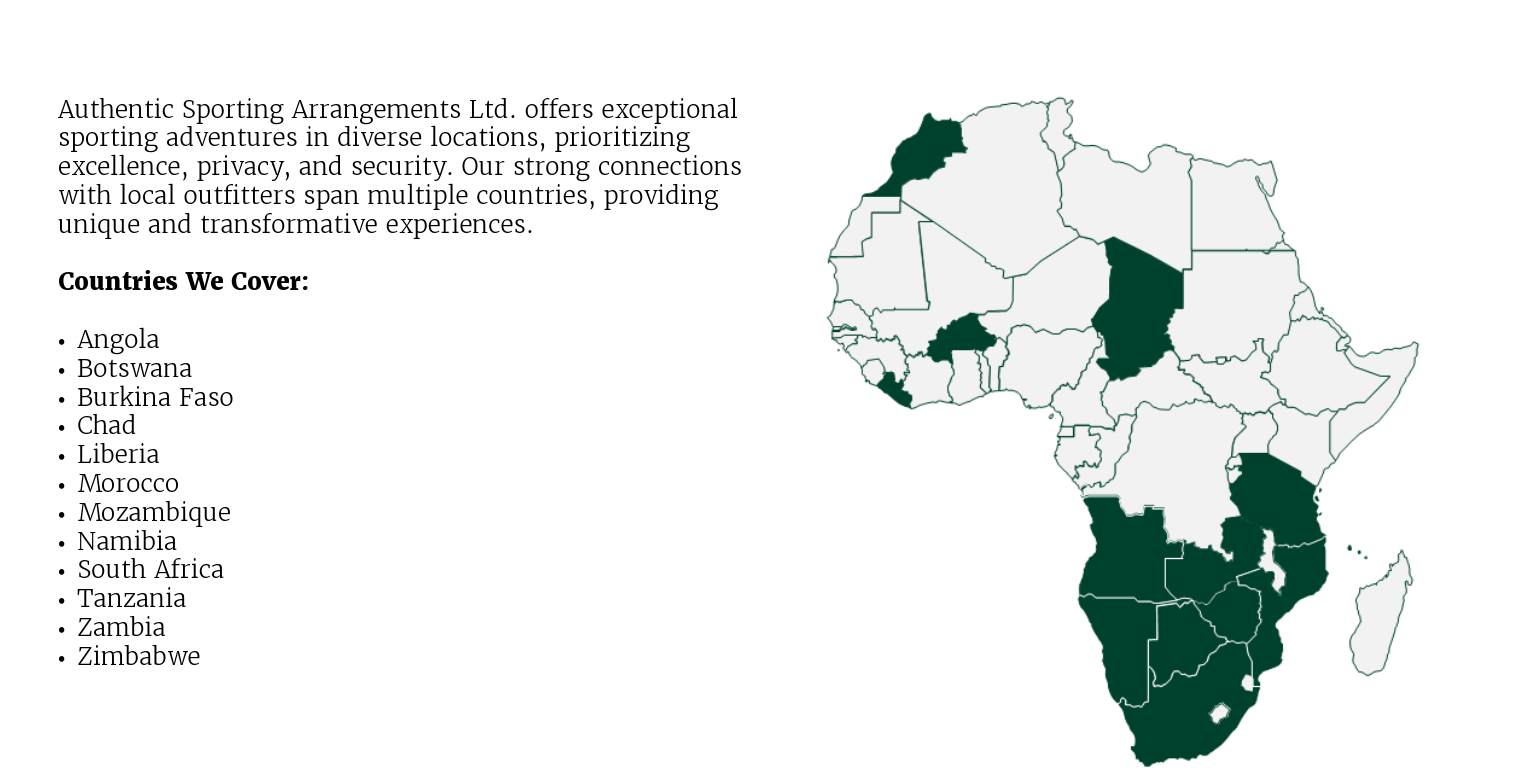 Authentic Sporting Arrangements Ltd. offers exceptional
sporting adventures in diverse locations, prioritizing
excellence, privacy, and security. Our strong connections
with local outfitters span multiple countries, providing
unique and transformative experiences.
Countries We Cover:
• Angola
• Botswana
• Burkina Faso
• Chad
• Liberia
• Morocco
• Mozambique
• Namibia
• South Africa
• Tanzania
• Zambia
• Zimbabwe